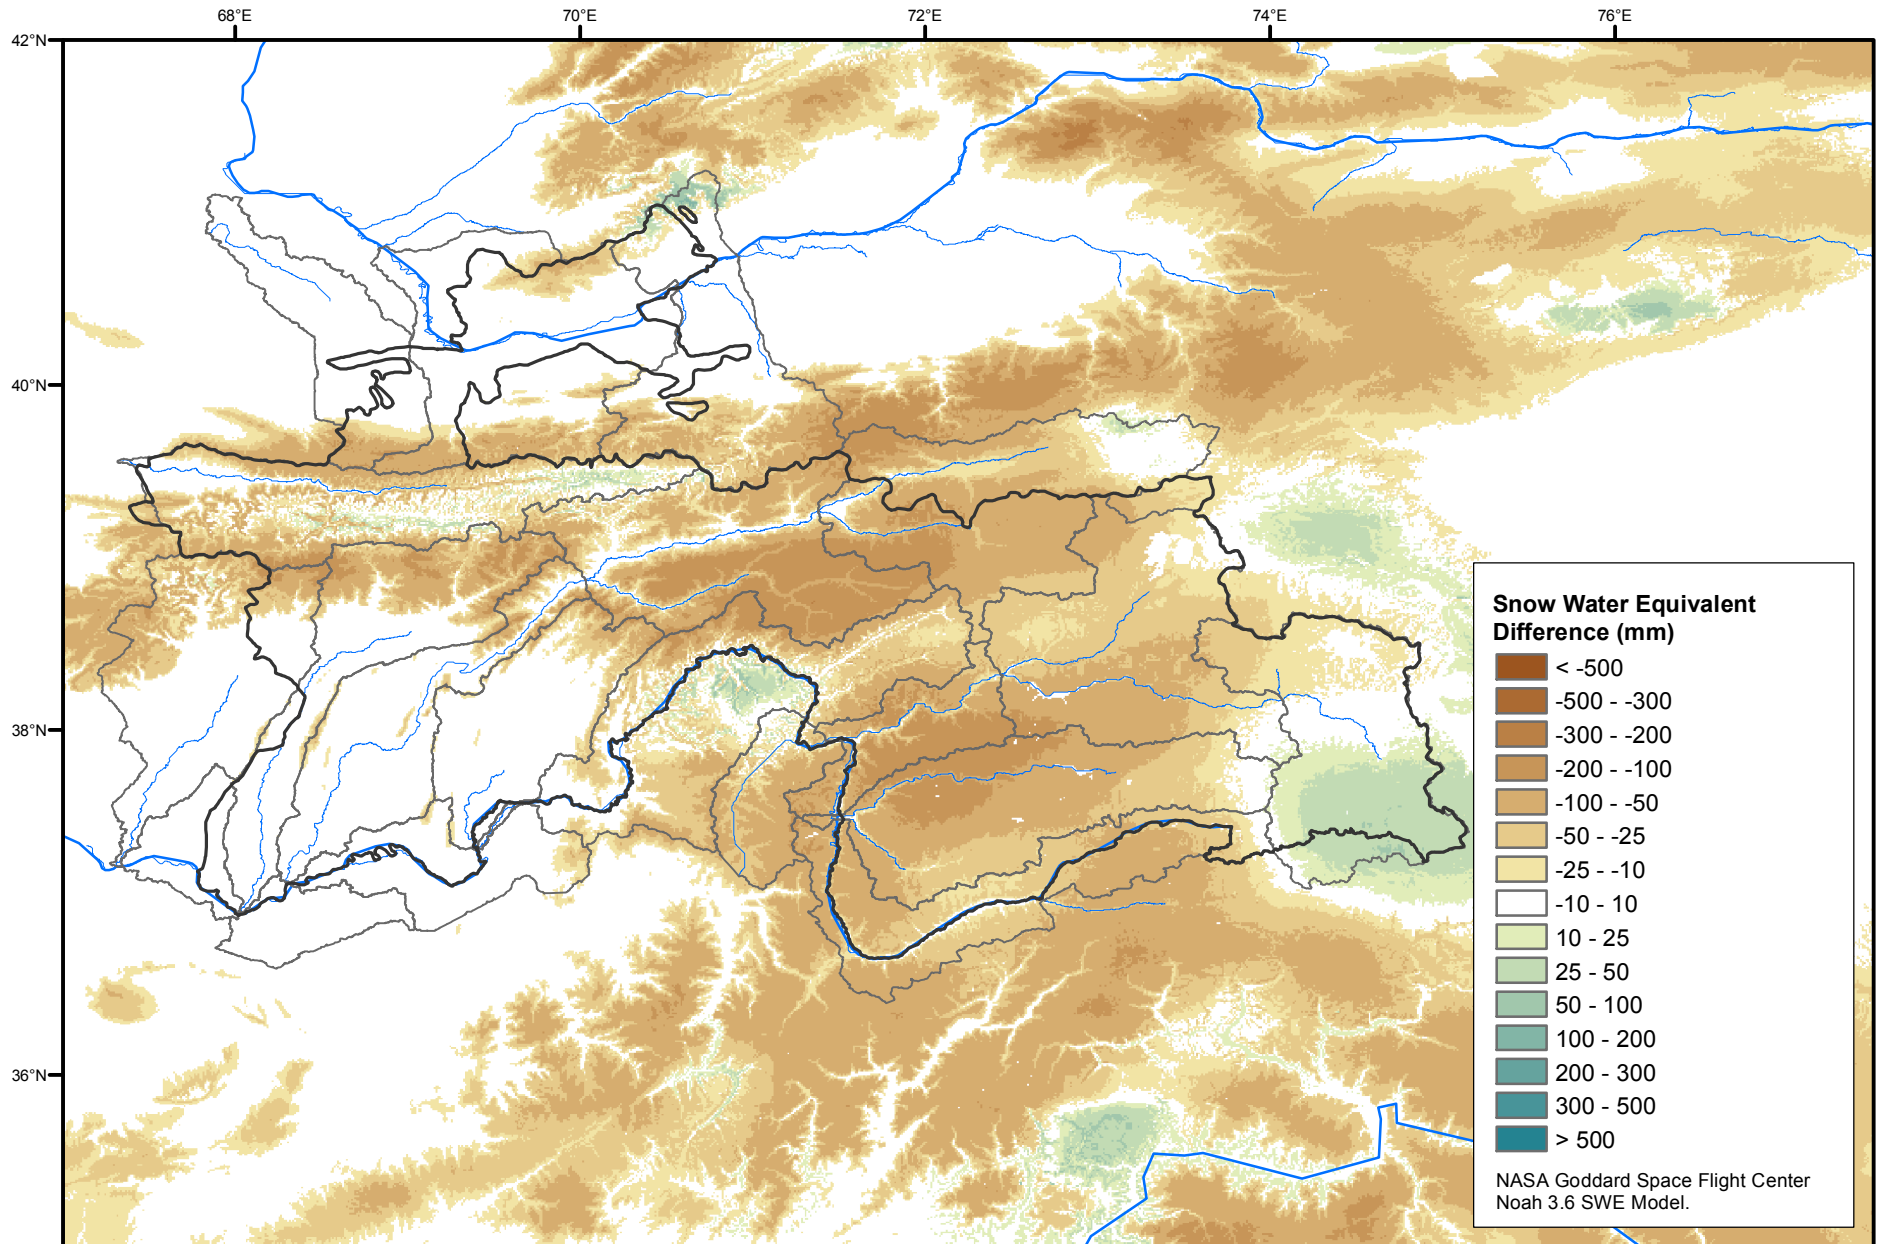 68°E
70°E
72°E
74°E
76°E
42°N
40°N
38°N
36°N
Snow Water Equivalent
Difference (mm)
< -500
-500 - -300
-300 - -200
-200 - -100
-100 - -50
-50 - -25
-25 - -10
-10 - 10
10 - 25
25 - 50
50 - 100
100 - 200
200 - 300
300 - 500
> 500
NASA Goddard Space Flight Center
Noah 3.6 SWE Model.